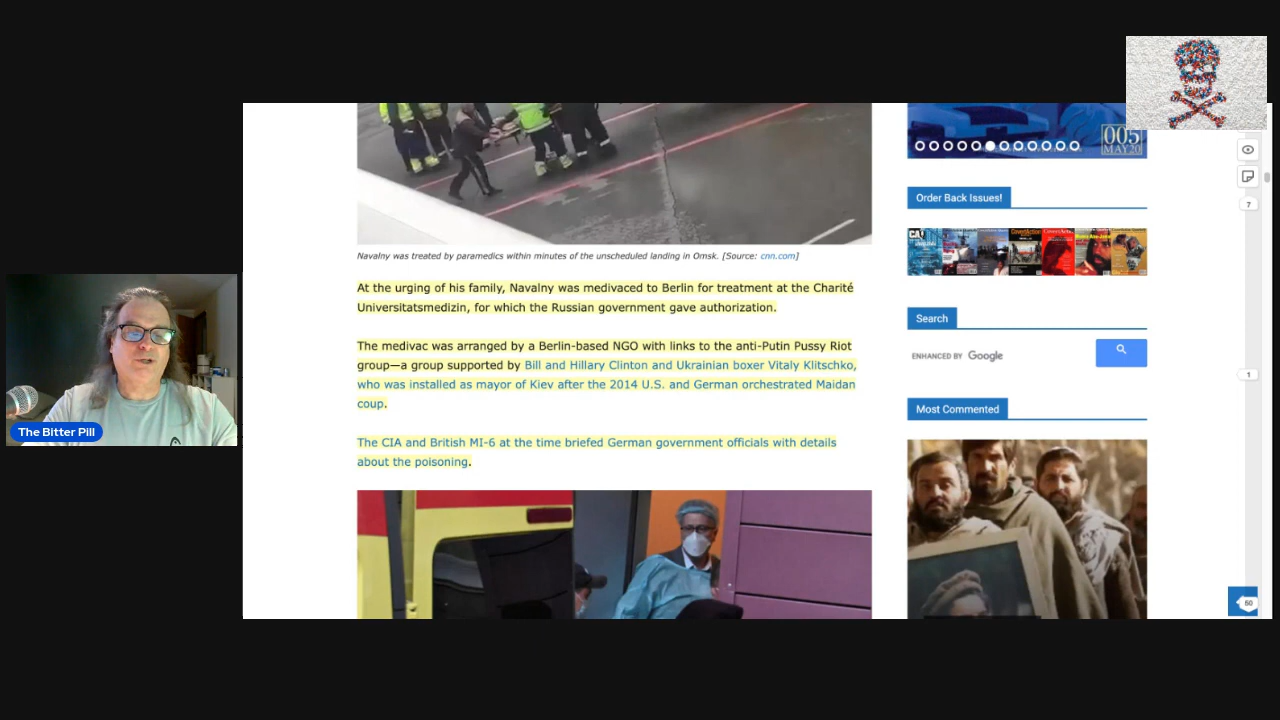 005
MAY20
Order Back Issues!
7
Navalny was treated by paramedics within minutes of the unscheduled landing in Omsk. [Source: cnn.com]
At the urging of his family, Navalny was medivaced to Berlin for treatment at the Charité
Universitatsmedizin, for which the Russian government gave authorization.
Search
The medivac was arranged by a Berlin-based NGO with links to the anti-Putin Pussy Riot
group—a group supported by Bill and Hillary Clinton and Ukrainian boxer Vitaly Klitschko,
who was installed as mayor of Kiev after the 2014 U.S. and German orchestrated Maidan
coup.
ENHANCED BY Google
1
Most Commented
The Bitter Pill
The CIA and British MI-6 at the time briefed German government officials with details
about the poisoning.
50